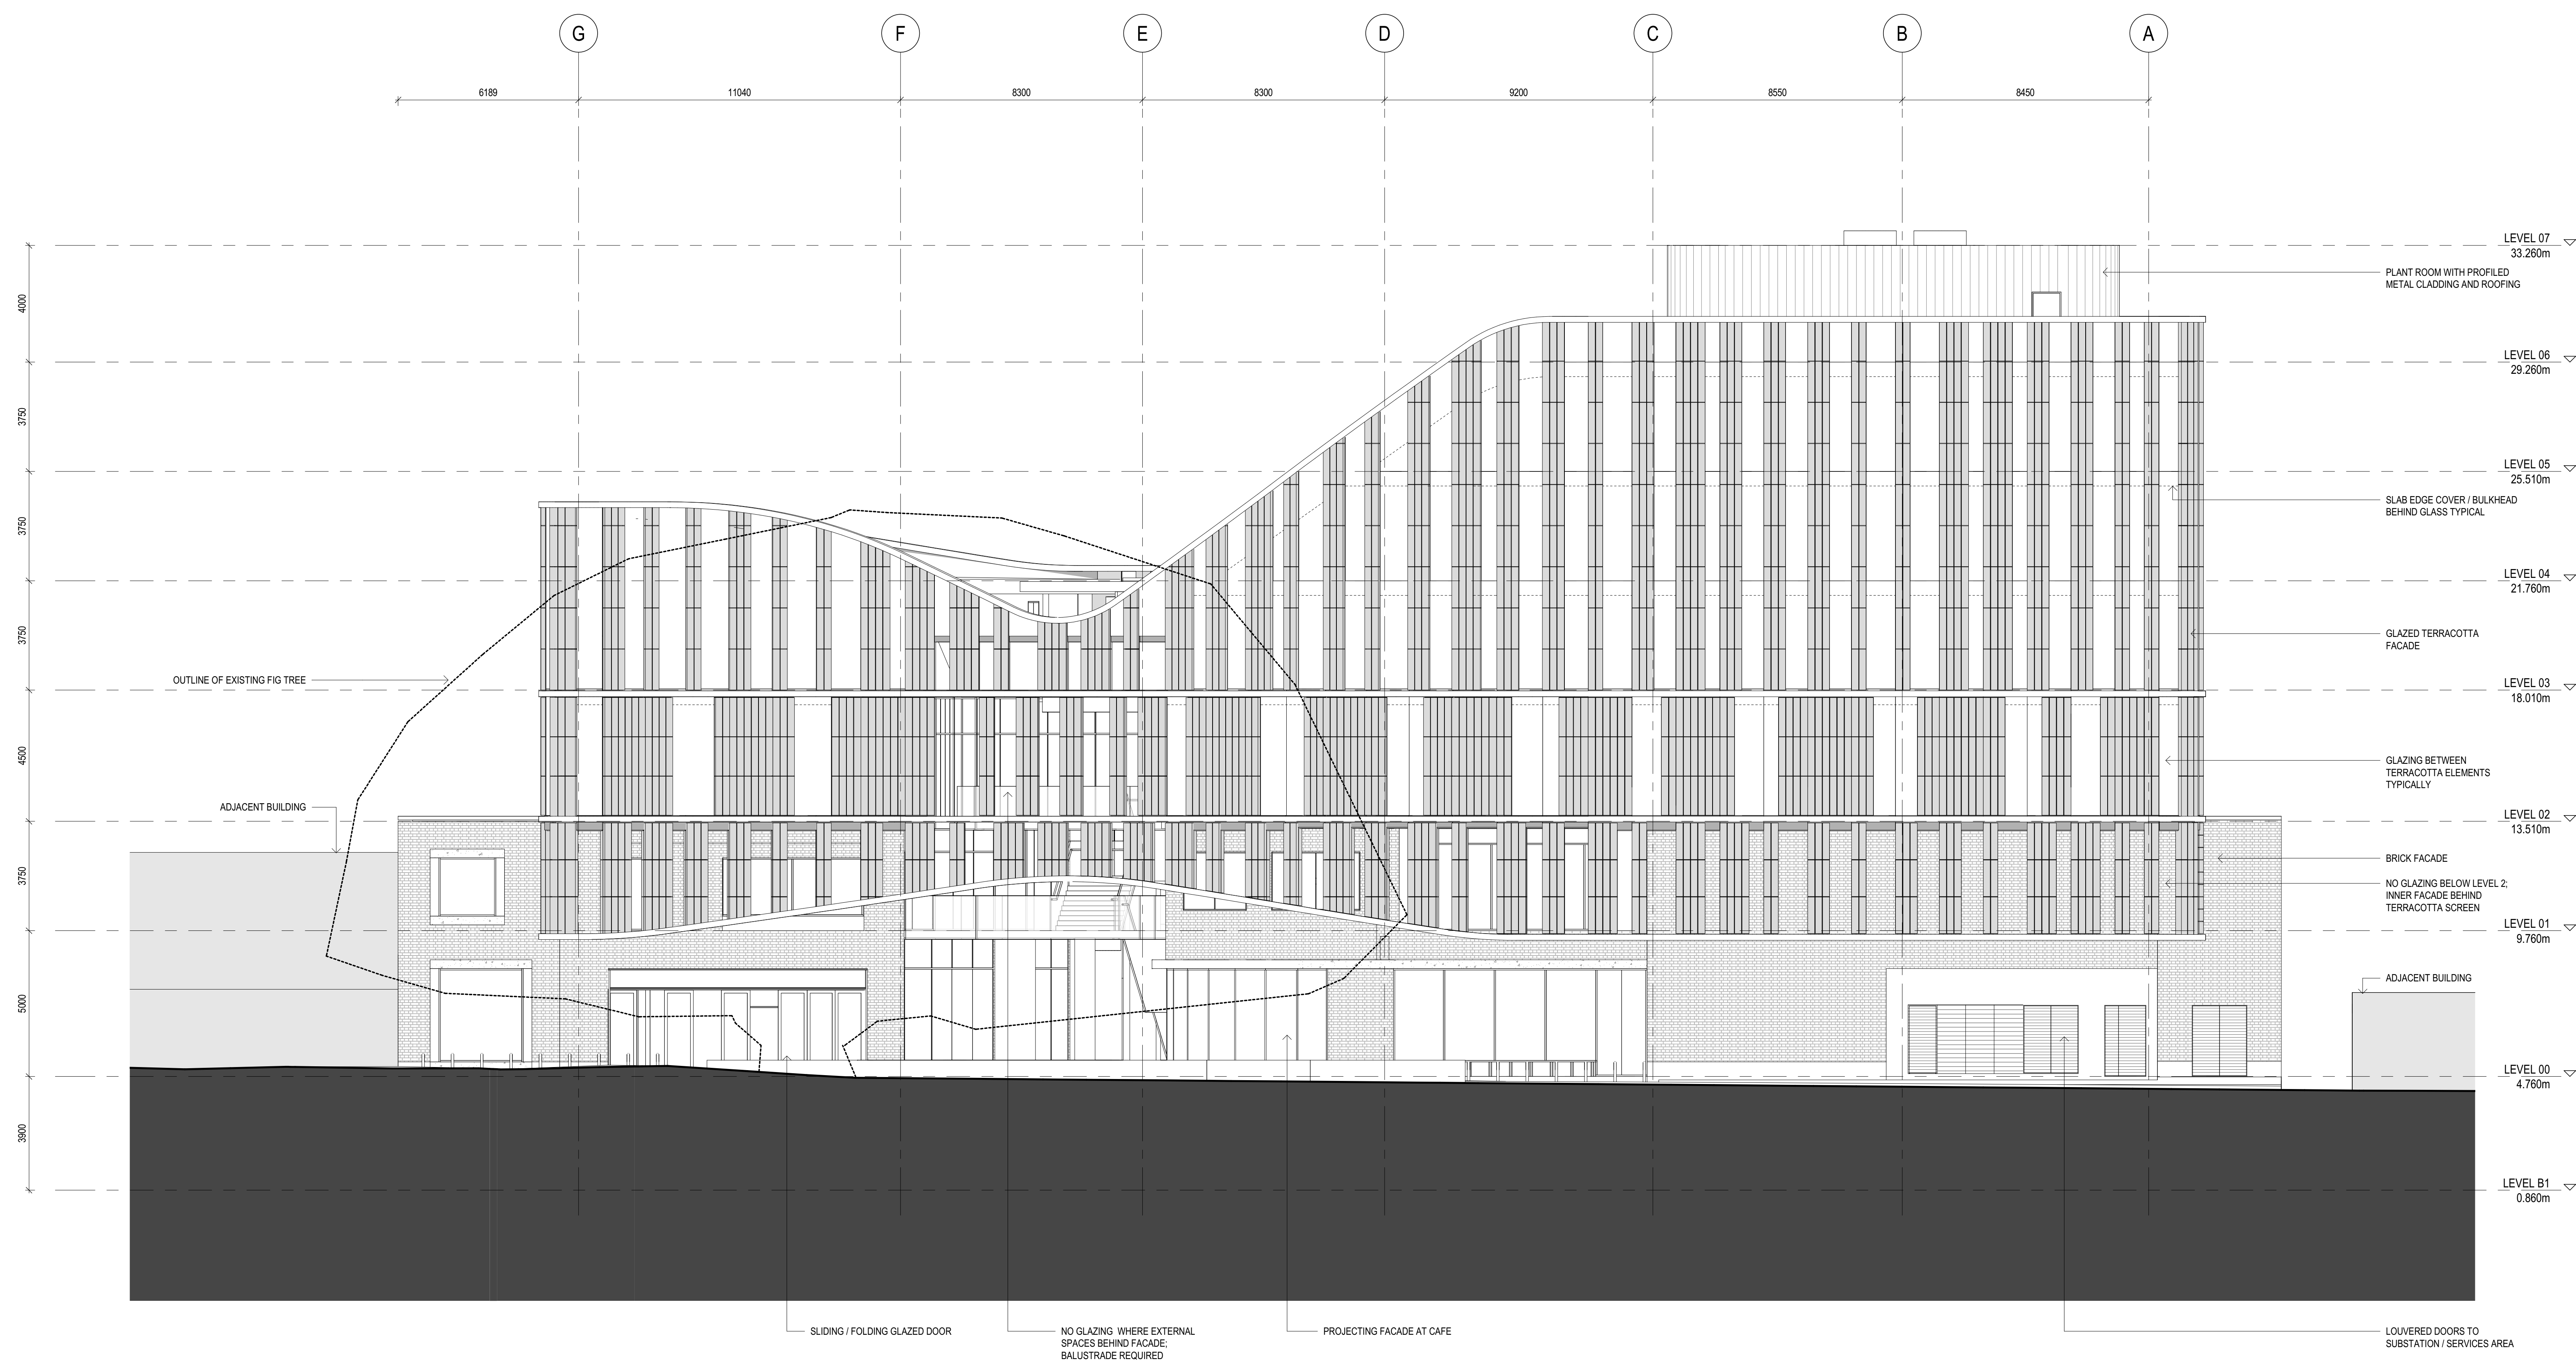 G
F
E
D
C
B
A
6189
11040
8300
8300
9200
8550
8450
LEVEL 07
33.260m
PLANT ROOM WITH PROFILED
METAL CLADDING AND ROOFING
4000
LEVEL 06
29.260m
3750
LEVEL 05
25.510m
SLAB EDGE COVER / BULKHEAD
BEHIND GLASS TYPICAL
3750
LEVEL 04
21.760m
3750
GLAZED TERRACOTTA
FACADE
OUTLINE OF EXISTING FIG TREE
LEVEL 03
18.010m
4500
GLAZING BETWEEN
TERRACOTTA ELEMENTS
TYPICALLY
ADJACENT BUILDING
LEVEL 02
13.510m
3750
BRICK FACADE
NO GLAZING BELOW LEVEL 2;
INNER FACADE BEHIND
TERRACOTTA SCREEN
LEVEL 01
9.760m
ADJACENT BUILDING
5000
LEVEL 00
4.760m
3900
LEVEL B1
0.860m
SLIDING / FOLDING GLAZED DOOR
NO GLAZING WHERE EXTERNAL
SPACES BEHIND FACADE;
BALUSTRADE REQUIRED
PROJECTING FACADE AT CAFE
LOUVERED DOORS TO
SUBSTATION / SERVICES AREA